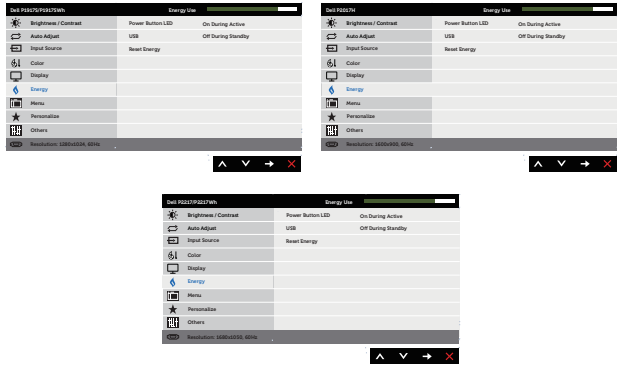 Dell P1917S/P1917SWh Energy Use
Brightness / Contrast Power Button LED On During Active
Auto Adjust USB Off During Standby
Input Source Reset Energy
Color
Display
Energy
Menu
Personalize
Others
Resolution: 1280x1024, 60Hz
Dell P2017H Energy Use
Brightness / Contrast Power Button LED On During Active
Auto Adjust USB Off During Standby
Input Source Reset Energy
Color
Display
Energy
Menu
Personalize
Others
Resolution: 1600x900, 60Hz
Dell P2217/P2217Wh Energy Use
Brightness / Contrast Power Button LED On During Active
Auto Adjust USB Off During Standby
Input Source Reset Energy
Color
Display
Energy
Menu
Personalize
Others
Resolution: 1680x1050, 60Hz